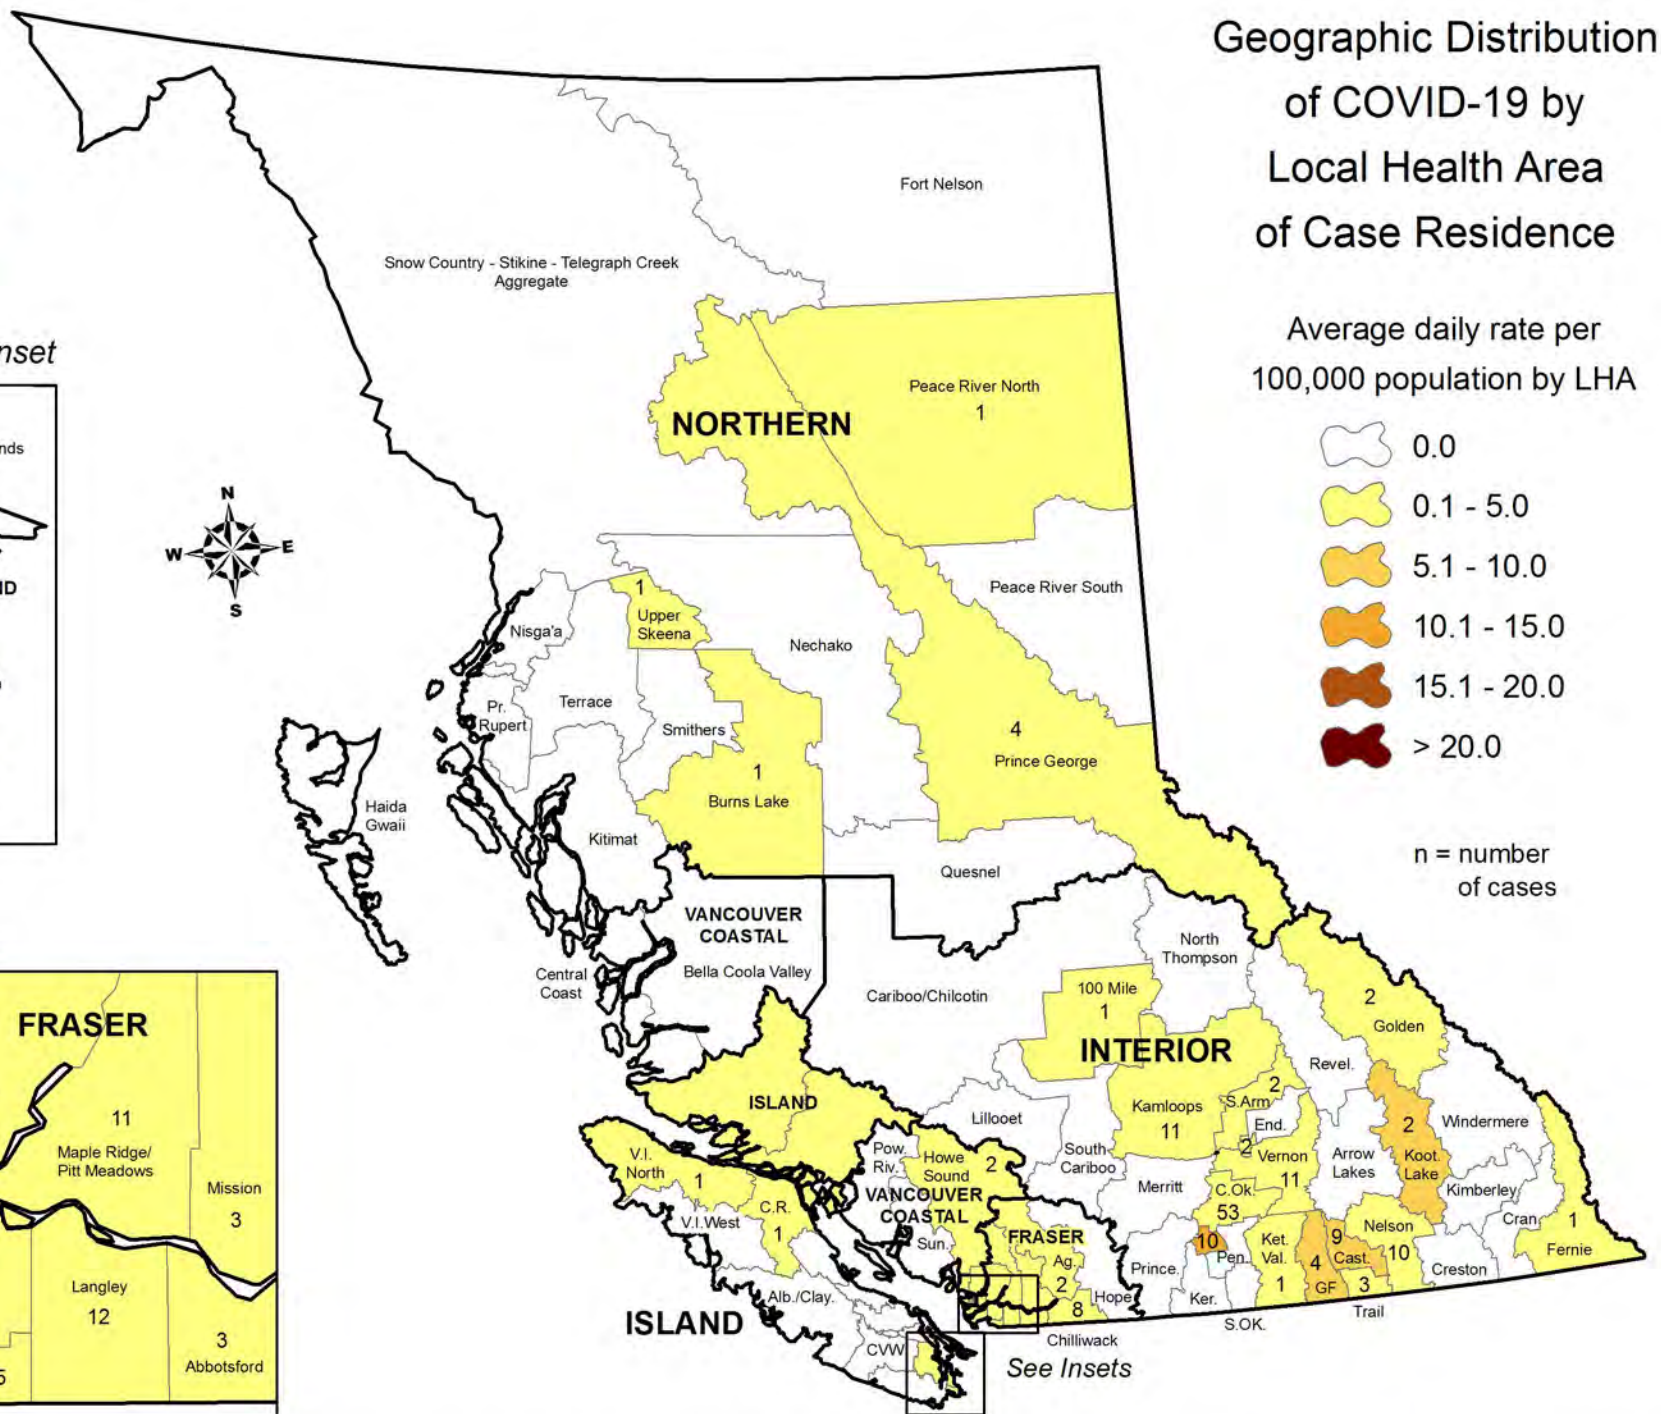 Geographic Distribution
of COVID-19 by
Local Health Area
of Case Residence
Average daily rate per
100,000 population by LHA
0.0
0.1 - 5.0
5.1 - 10.0
10.1 - 15.0
15.1 - 20.0
> 20.0
n = number
of cases
Fort Nelson
Snow Country - Stikine - Telegraph Creek
Aggregate
Peace River North
1
NORTHERN
N
W
E
S
Peace River South
1
Upper
Skeena
Nisga'a
Nechako
Terrace
Pr.
Rupert
Smithers
4
Prince George
1
Burns Lake
Haida
Gwaii
Kitimat
Quesnel
VANCOUVER
COASTAL
Bella Coola Valley
Central
Coast
Cariboo/Chilcotin
North
Thompson
100 Mile
1
INTERIOR
2
Golden
Revel.
ISLAND
Lillooet
Kamloops
11
2
S.Arm
End.
2
Vernon
11
Arrow
Lakes
2
Koot.
Lake
Windermere
Kimberley
Cran.
1
Fernie
V.I.
North
1
C.R.
1
V.I.West
Pow.
Riv.
Howe
Sound
2
VANCOUVER
COASTAL
Sun.
South
Cariboo
Merritt
C.Ok.
53
10
Pen.
Prince.
Ker.
S.OK.
Ket.
Val.
1
4
GF
9
Cast.
3
Trail
Nelson
10
Creston
FRASER
Ag.
2
Hope
8
Chilliwack
Alb./Clay.
CVW
ISLAND
See Insets
nset
nds
ID
FRASER
11
Maple Ridge/
Pitt Meadows
Mission
3
Langley
12
3
Abbotsford
5